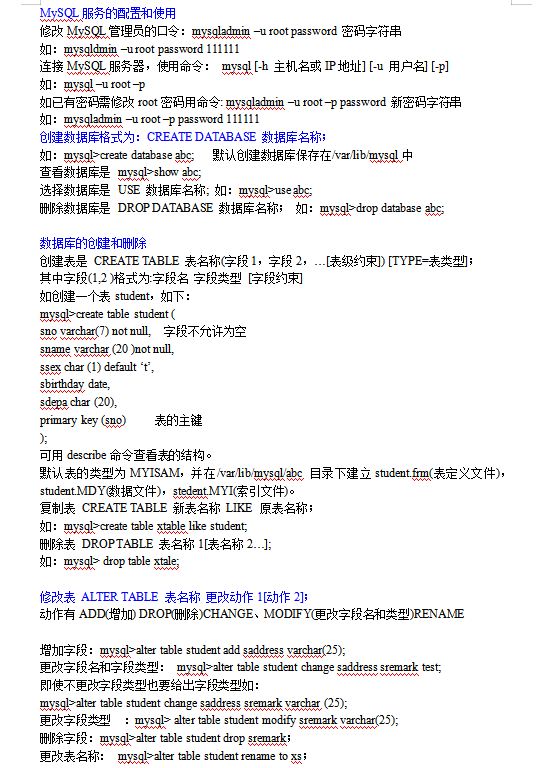 MySQL 服务的配置和使用
修改 MySQL 管理员的口令：mysqladmin –u root password 密码字符串
如：mysqldmin –u root password 111111
连接 MySQL 服务器，使用命令： mysql [-h 主机名或 IP 地址] [-u 用户名] [-p]
如：mysql –u root –p
如已有密码需修改 root 密码用命令: mysqladmin –u root –p password 新密码字符串
如：mysqladmin –u root –p password 111111
创建数据库格式为：CREATE DATABASE 数据库名称；
如：mysql>create database abc; 默认创建数据库保存在/var/lib/mysql 中
查看数据库是 mysql>show abc;
选择数据库是 USE 数据库名称; 如：mysql>use abc;
删除数据库是 DROP DATABASE 数据库名称； 如：mysql>drop database abc;
数据库的创建和删除
创建表是 CREATE TABLE 表名称(字段 1，字段 2，…[表级约束]) [TYPE=表类型]；
其中字段(1,2 )格式为:字段名 字段类型 [字段约束]
如创建一个表 student，如下：
mysql>create table student (
sno varchar(7) not null, 字段不允许为空
sname varchar (20 )not null,
ssex char (1) default ‘t’,
sbirthday date,
sdepa char (20),
primary key (sno) 表的主键
);
可用 describe 命令查看表的结构。
默认表的类型为 MYISAM，并在/var/lib/mysql/abc 目录下建立 student.frm(表定义文件)，
student.MDY(数据文件)，stedent.MYI(索引文件)。
复制表 CREATE TABLE 新表名称 LIKE 原表名称；
如：mysql>create table xtable like student;
删除表 DROP TABLE 表名称 1[表名称 2…];
如：mysql> drop table xtale;
修改表 ALTER TABLE 表名称 更改动作 1[动作 2]；
动作有 ADD(增加) DROP(删除)CHANGE、MODIFY(更改字段名和类型)RENAME
增加字段：mysql>alter table student add saddress varchar(25);
更改字段名和字段类型： mysql>alter table student change saddress sremark test;
即使不更改字段类型也要给出字段类型如：
mysql>alter table student change saddress sremark varchar (25);
更改字段类型 ：mysql> alter table student modify sremark varchar(25);
删除字段：mysql>alter table student drop sremark；
更改表名称： mysql>alter table student rename to xs；